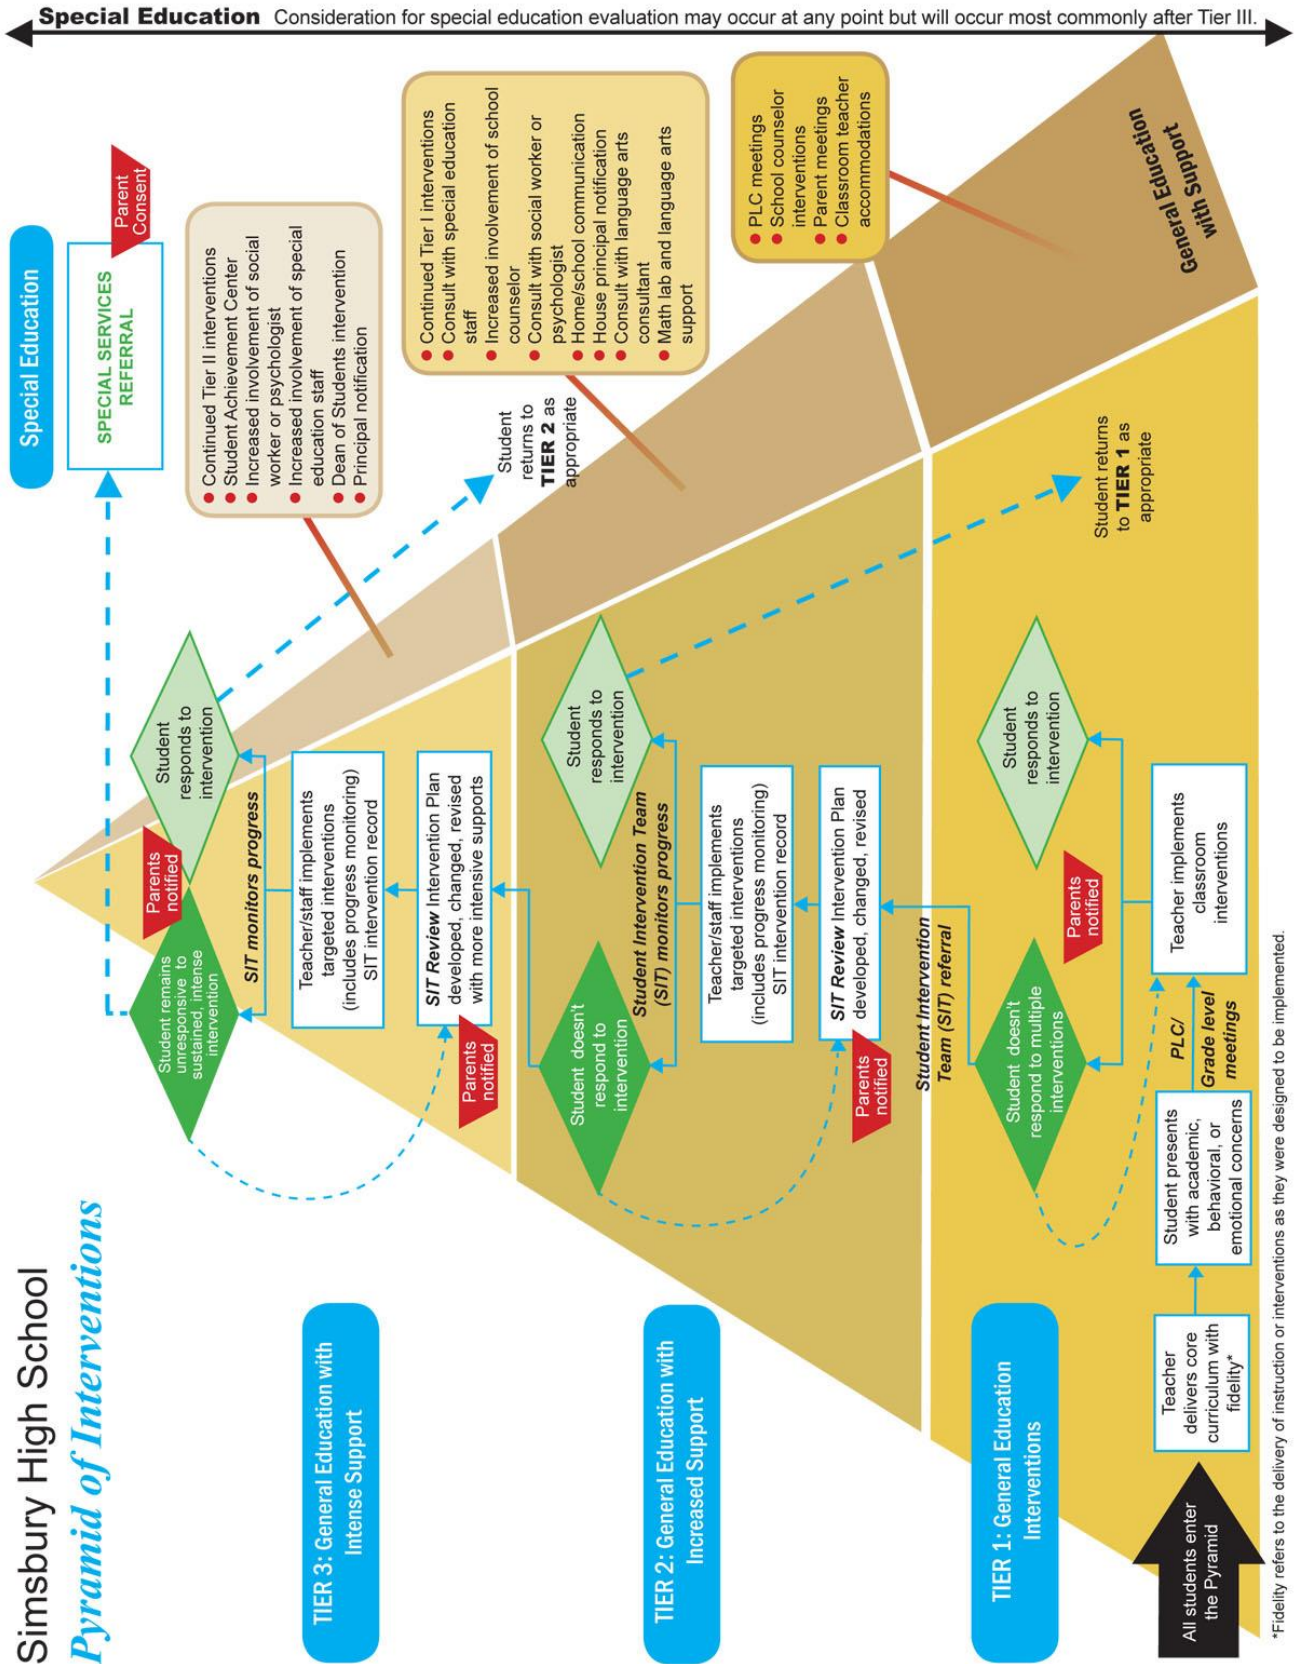 Simsbury High School
Pyramid of Interventions
Special Education Consideration for special education evaluation may occur at any point but will occur most commonly after Tier III.
Special Education
SPECIAL SERVICES
REFERRAL
Parent
Consent
TIER 3: General Education with
Intense Support
Student remains
unresponsive to
sustained, intense
intervention
Parents
notified
Student
responds to
intervention
SIT monitors progress
Teacher/staff implements
targeted interventions
(includes progress monitoring)
SIT intervention record
SIT Review Intervention Plan
developed, changed, revised
with more intensive supports
Parents
notified
● Continued Tier II interventions
● Student Achievement Center
● Increased involvement of social
worker or psychologist
● Increased involvement of special
education staff
● Dean of Students intervention
● Principal notification
Student
returns to
TIER 2 as
appropriate
TIER 2: General Education with
Increased Support
Student doesn't
respond to
intervention
Student
responds to
intervention
Student Intervention Team
(SIT) monitors progress
Teacher/staff implements
targeted interventions
(includes progress monitoring)
SIT intervention record
SIT Review Intervention Plan
developed, changed, revised
Parents
notified
● Continued Tier I interventions
● Consult with special education
staff
● Increased involvement of school
counselor
● Consult with social worker or
psychologist
● Home/school communication
● House principal notification
● Consult with language arts
consultant
● Math lab and language arts
support
Student returns
to TIER 1 as
appropriate
Student Intervention
Team (SIT) referral
TIER 1: General Education
Interventions
Student doesn't
respond to multiple
interventions
Parents
notified
Student
responds to
intervention
● PLC meetings
● School counselor
interventions
● Parent meetings
● Classroom teacher
accommodations
General Education
with Support
All students enter
the Pyramid
Teacher
delivers core
curriculum with
fidelity*
Student presents
with academic,
behavioral, or
emotional concerns
PLC/
Grade level
meetings
Teacher implements
classroom
interventions
*Fidelity refers to the delivery of instruction or interventions as they were designed to be implemented.